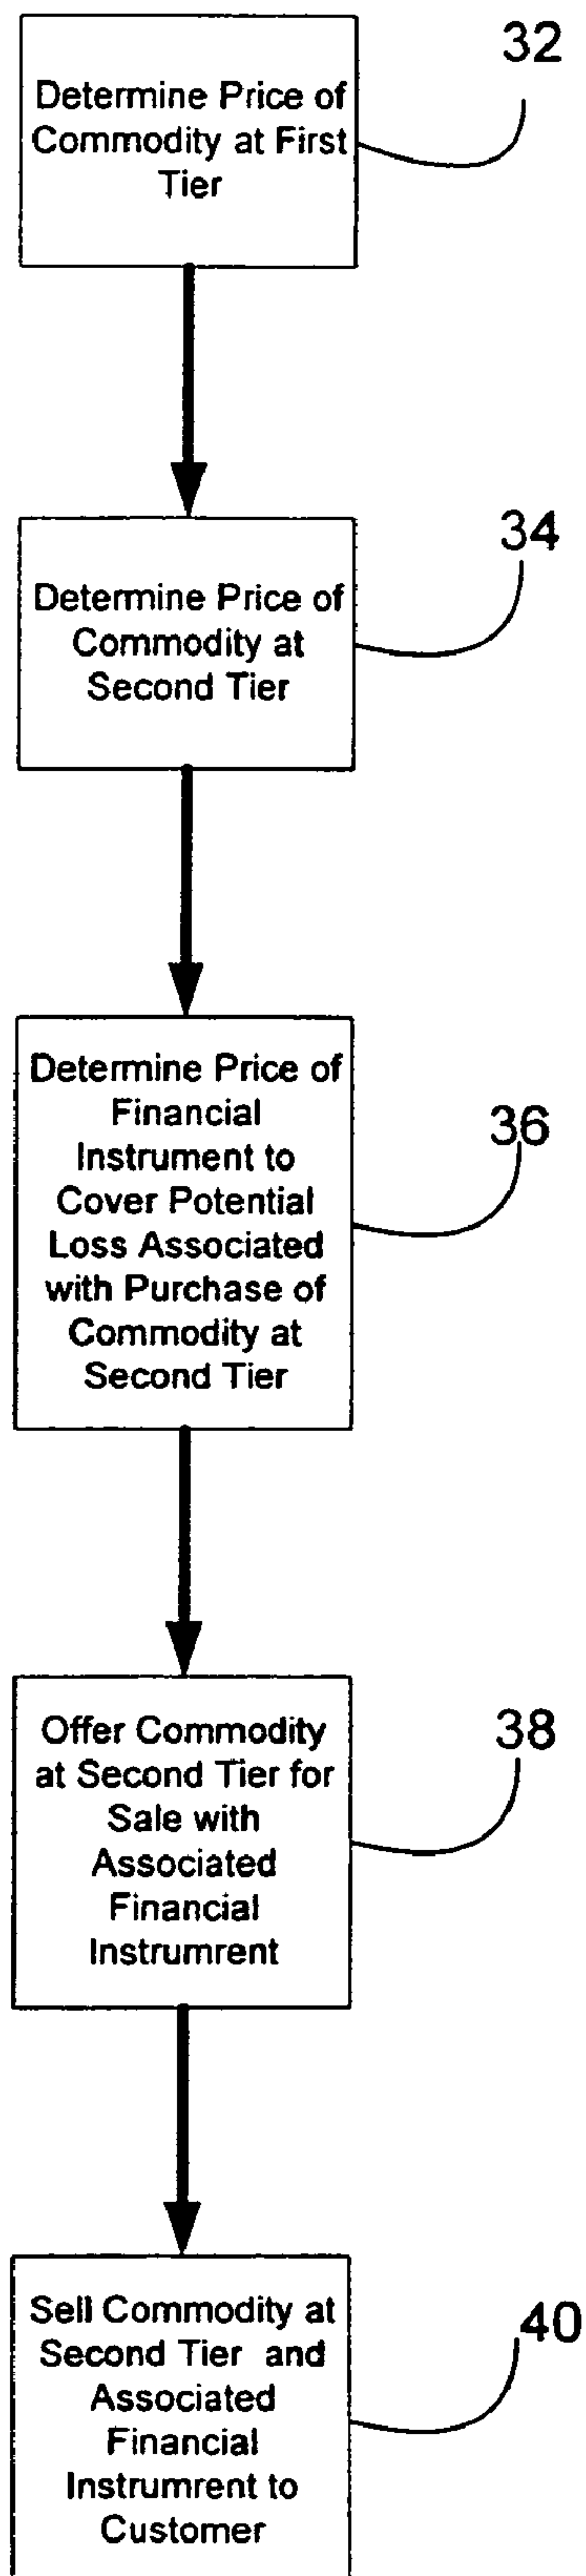 32
Determine Price of
Commodity at First
Tier
34
Determine Price of
Commodity at
Second Tier
36
Determine Price of
Financial
Instrument to
Cover Potential
Loss Associated
with Purchase of
Commodity at
Second Tier
38
Offer Commodity
at Second Tier for
Sale with
Associated
Financial
Instrumrent
40
Sell Commodity at
Second Tier and
Associated
Financial
Instrumrent to
Customer